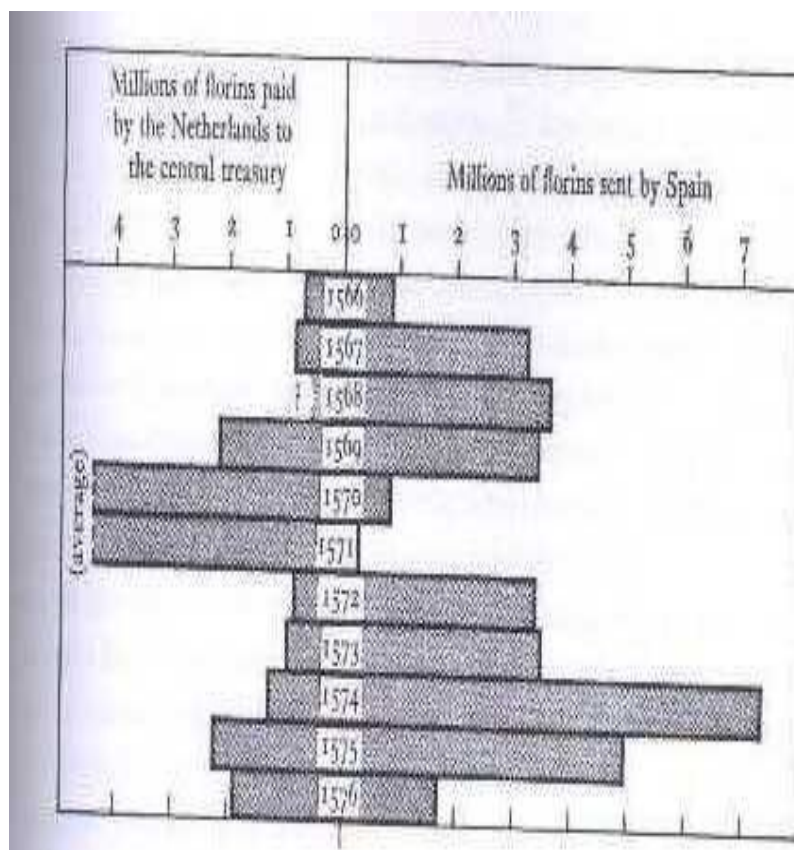 Millions of florins paid
by the Netherlands to
the central treasury
Millions of florins sent by Spain
4 3 2 1 0 0 1 2 3 4 5 6 7
1566
1567
? 1568
1569
1570
1571
(average)
1572
1573
1574
1575
1576